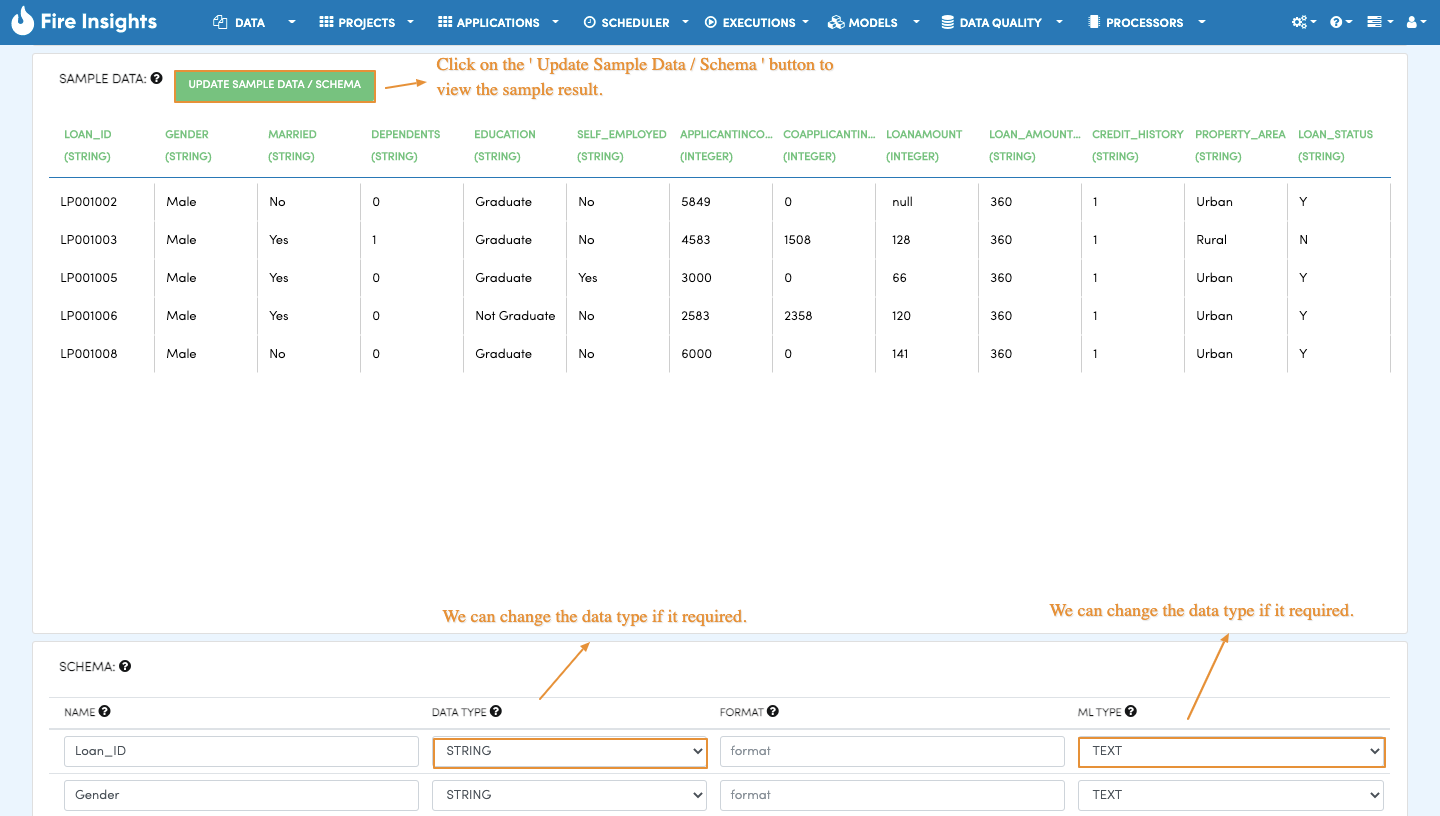 Fire Insights DATA PROJECTS APPLICATIONS SCHEDULER EXECUTIONS MODELS DATA QUALITY PROCESSORS
SAMPLE DATA: UPDATE SAMPLE DATA / SCHEMA
Click on the ' Update Sample Data / Schema ' button to
view the sample result.
LOAN_ID GENDER MARRIED DEPENDENTS EDUCATION SELF_EMPLOYED APPLICANTINCO... COAPPLICANTIN... LOANAMOUNT LOAN_AMOUNT... CREDIT_HISTORY PROPERTY_AREA LOAN_STATUS
(STRING) (STRING) (STRING) (STRING) (STRING) (STRING) (INTEGER) (INTEGER) (INTEGER) (STRING) (STRING) (STRING) (STRING)
LP001002 Male No 0 Graduate No 5849 0 null 360 1 Urban Y
LP001003 Male Yes 1 Graduate No 4583 1508 128 360 1 Rural N
LP001005 Male Yes 0 Graduate Yes 3000 0 66 360 1 Urban Y
LP001006 Male Yes 0 Not Graduate No 2583 2358 120 360 1 Urban Y
LP001008 Male No 0 Graduate No 6000 0 141 360 1 Urban Y
We can change the data type if it required.
We can change the data type if it required.
SCHEMA:
NAME DATA TYPE FORMAT ML TYPE
Loan_ID STRING format TEXT
Gender STRING format TEXT